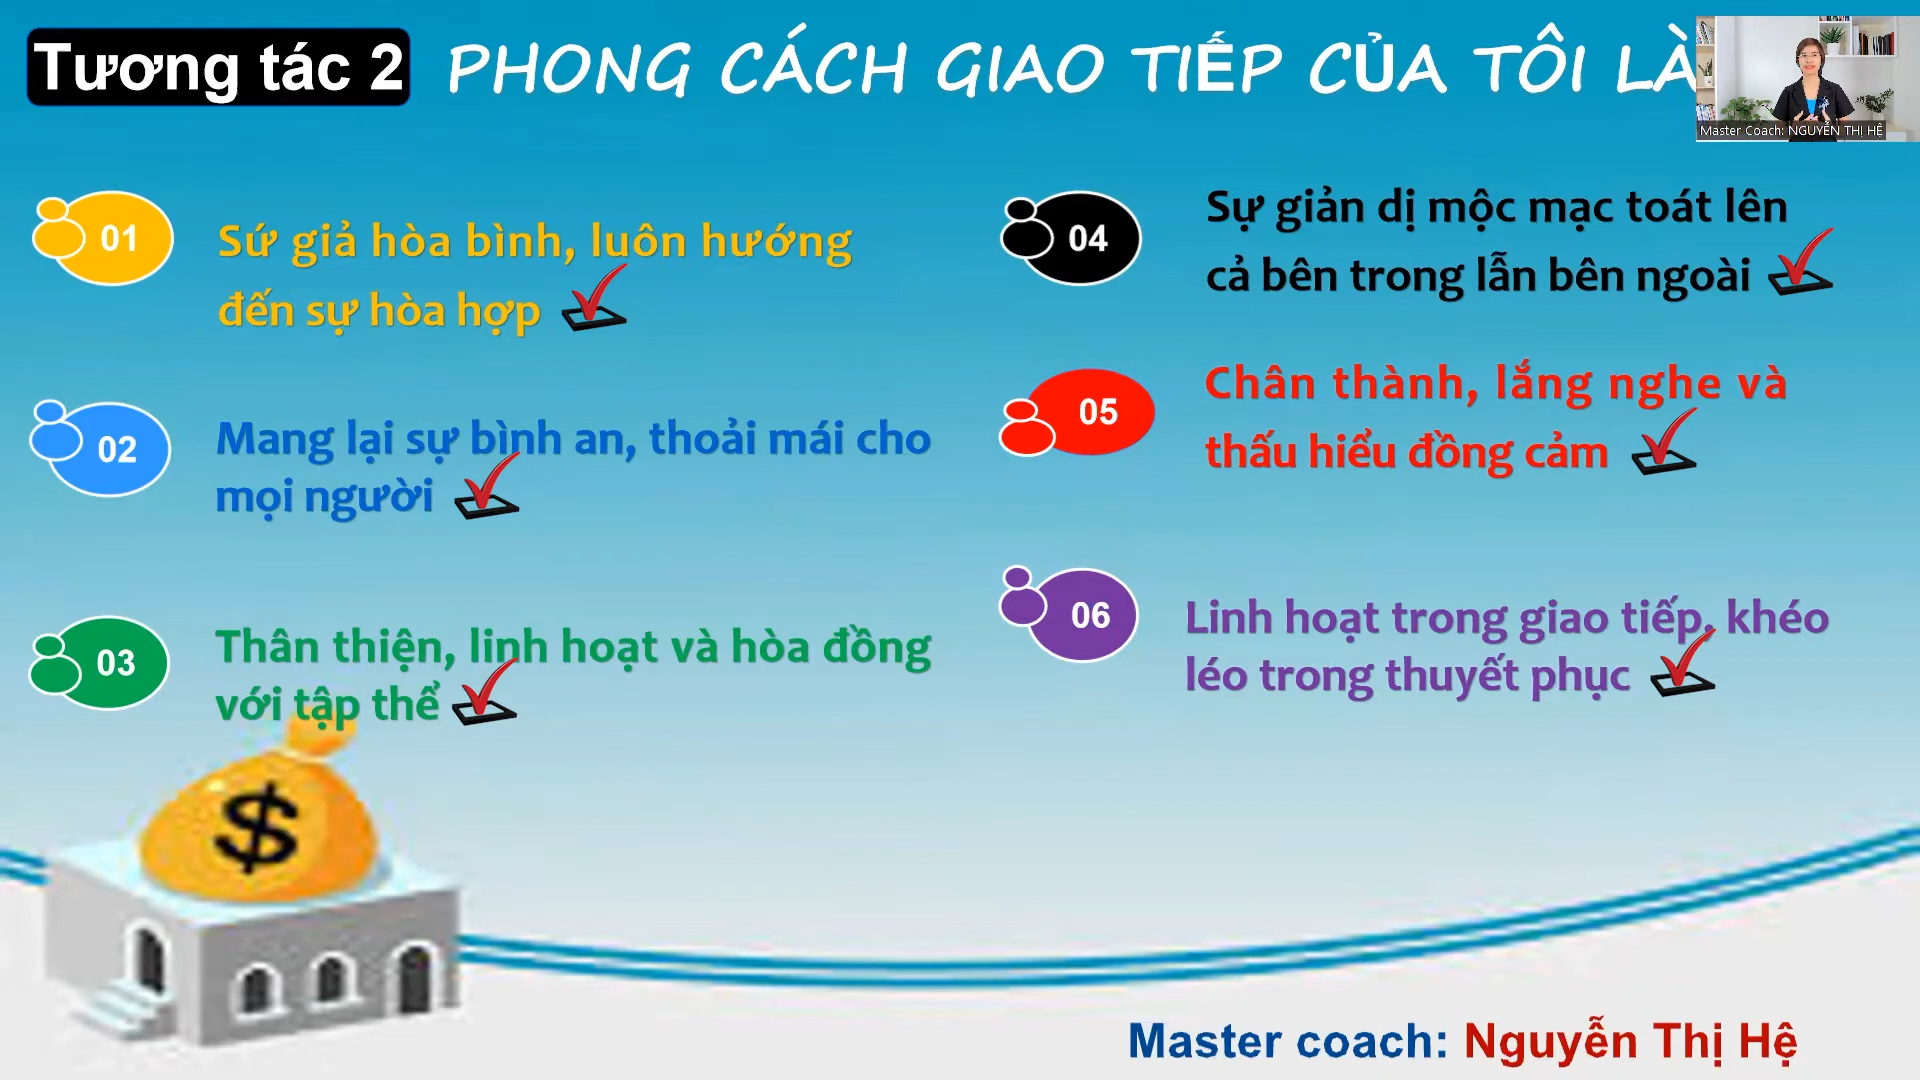 Tương tác 2
PHONG CÁCH GIAO TIẾP CỦA TÔI LÀ
Master Coach: NGUYỄN THỊ HỆ
01
Sứ giả hòa bình, luôn hướng
đến sự hòa hợp
02
Mang lại sự bình an, thoải mái cho
mọi người
03
Thân thiện, linh hoạt và hòa đồng
với tập thể
04
Sự giản dị mộc mạc toát lên
cả bên trong lẫn bên ngoài
05
Chân thành, lắng nghe và
thấu hiểu đồng cảm
06
Linh hoạt trong giao tiếp, khéo
léo trong thuyết phục
$
Master coach: Nguyễn Thị Hệ